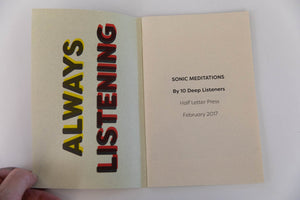 ALWAYS
LISTENING
SONIC MEDITATIONS
By 10 Deep Listeners
Half Letter Press
February 2017